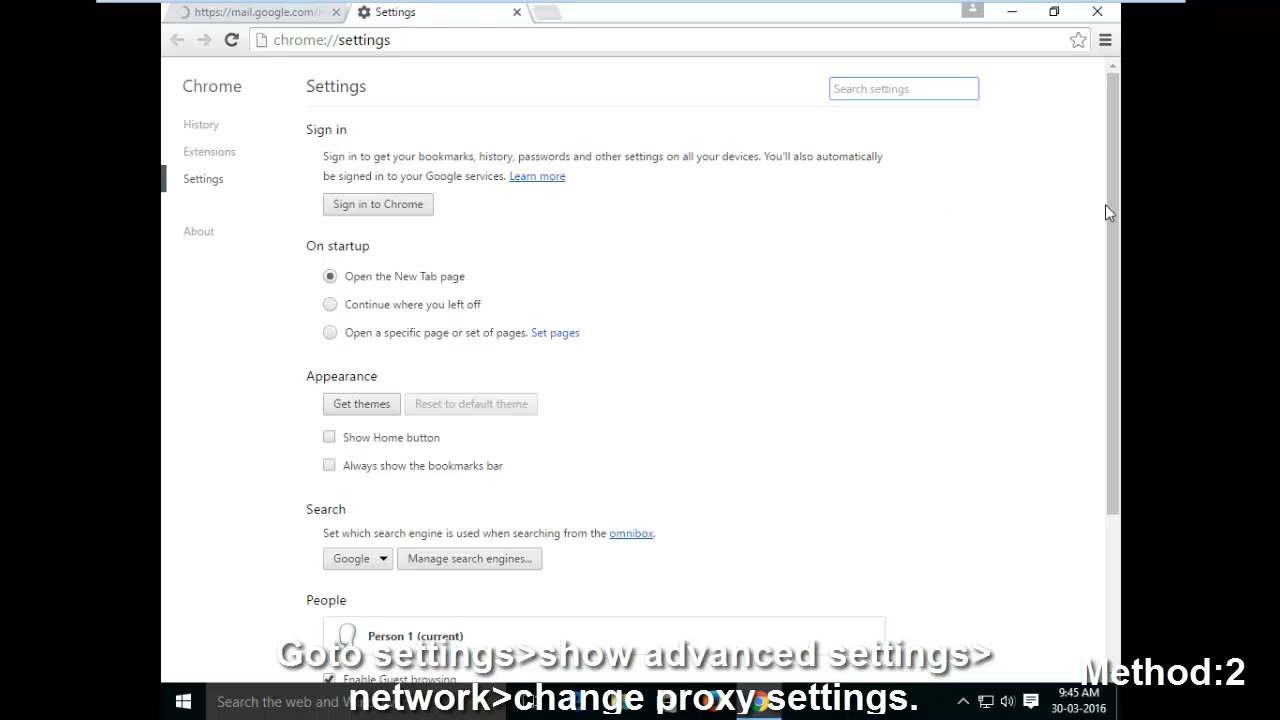 https://mail.google.com/
Settings
chrome://settings
Chrome
Settings
Search settings
History
Extensions
Settings
About
Sign in
Sign in to get your bookmarks, history, passwords and other settings on all your devices. You'll also automatically
be signed in to your Google services. Learn more
Sign in to Chrome
On startup
Open the New Tab page
Continue where you left off
Open a specific page or set of pages. Set pages
Appearance
Get themes
Reset to default theme
Show Home button
Always show the bookmarks bar
Search
Set which search engine is used when searching from the omnibox.
Google
Manage search engines...
People
Person 1 (current)
Enable Guest browsing
Goto settings>show advanced settings>
network>change proxy settings.
Method:2
Search the web and
9:45 AM
30-03-2016